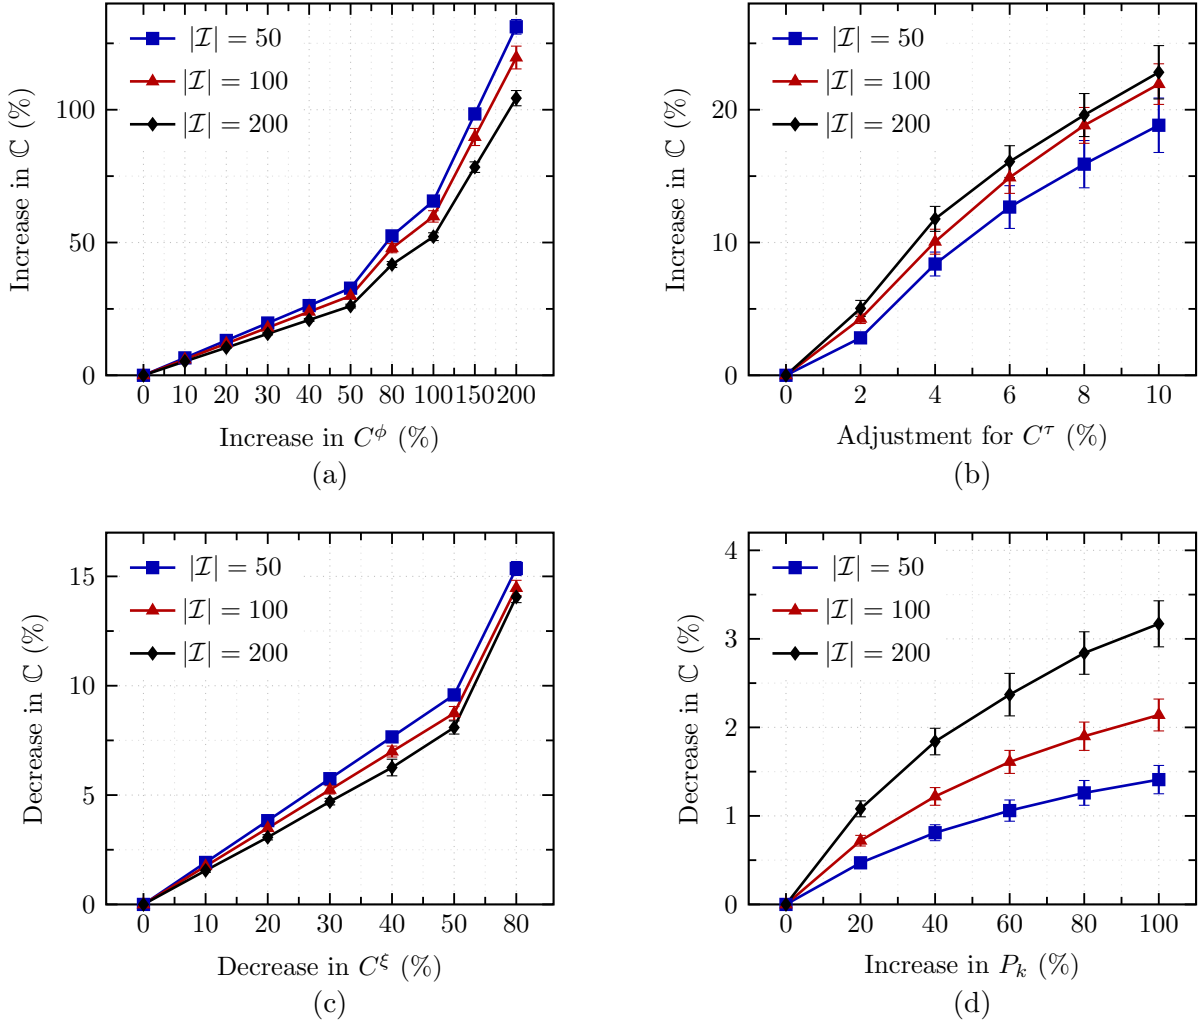 |ℐ| = 50
|ℐ| = 100
|ℐ| = 200
100
50
0
Increase in ℂ (%)
0 10 20 30 40 50 80 100 150 200
Increase in C^ϕ (%)
(a)
|ℐ| = 50
|ℐ| = 100
|ℐ| = 200
20
10
0
Increase in ℂ (%)
0 2 4 6 8 10
Adjustment for C^τ (%)
(b)
|ℐ| = 50
|ℐ| = 100
|ℐ| = 200
15
10
5
0
Decrease in ℂ (%)
0 10 20 30 40 50 80
Decrease in C^ξ (%)
(c)
|ℐ| = 50
|ℐ| = 100
|ℐ| = 200
4
3
2
1
0
Decrease in ℂ (%)
0 20 40 60 80 100
Increase in P_k (%)
(d)